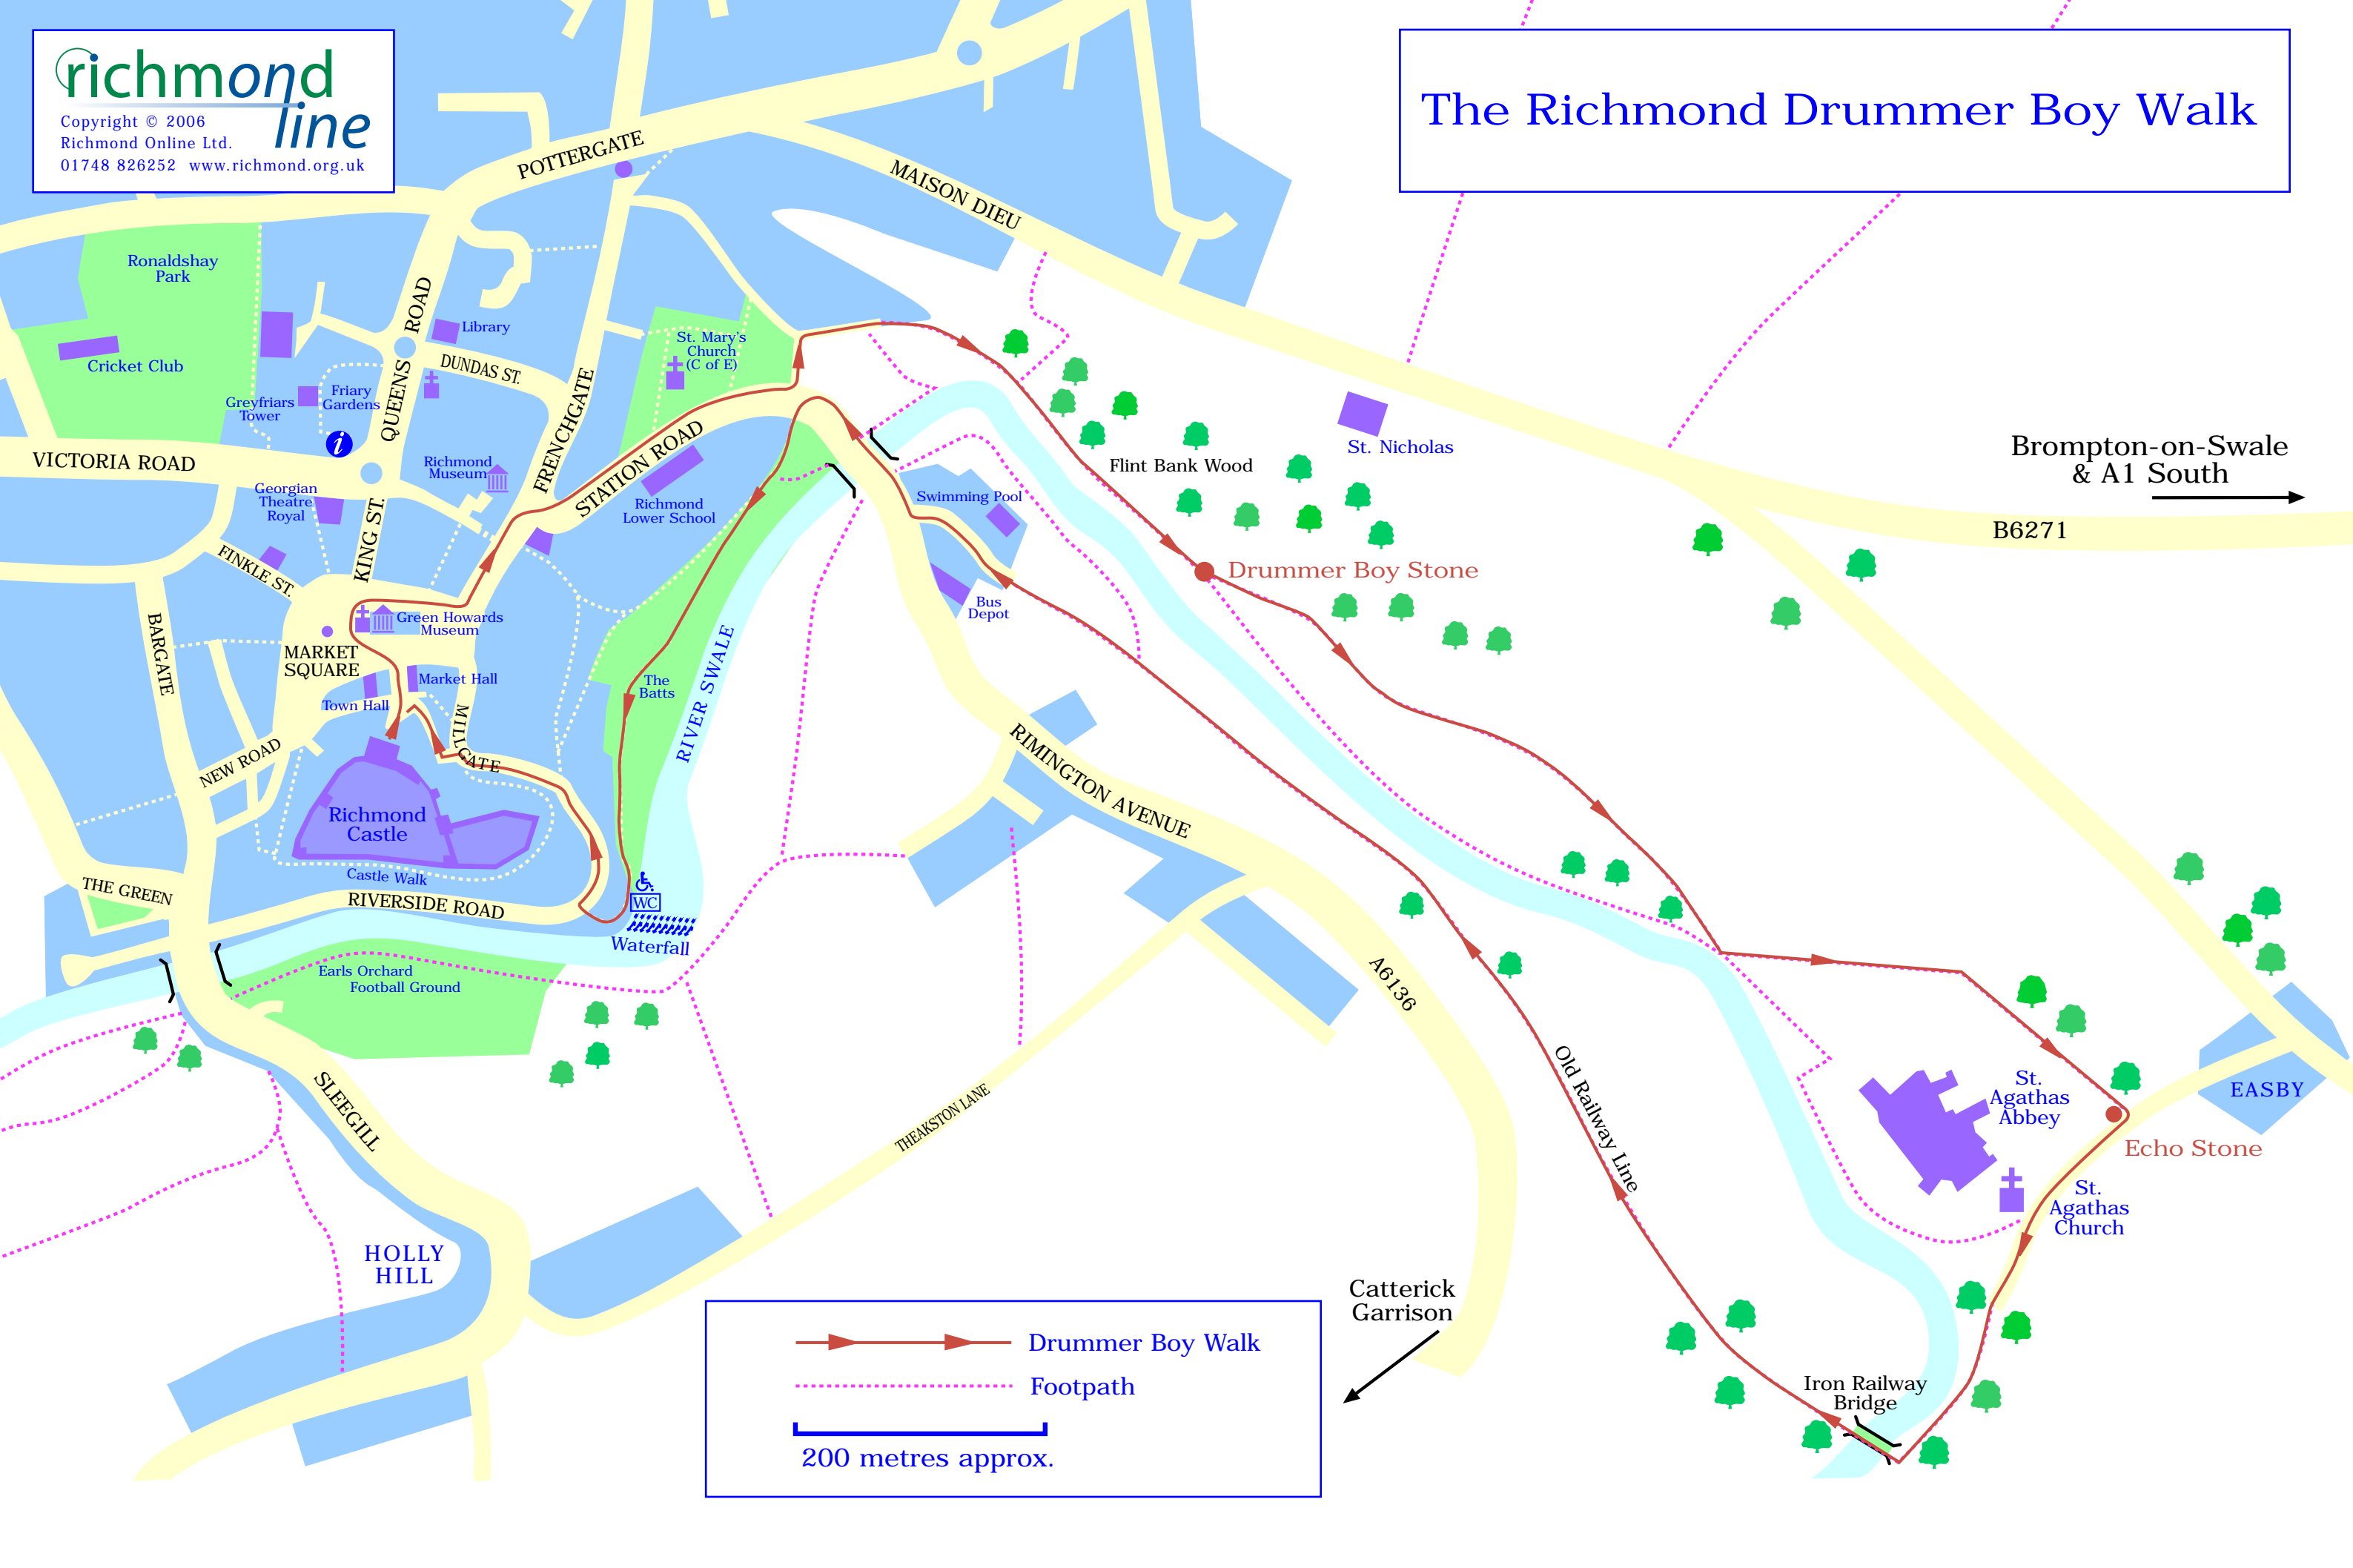 richmond
line
Copyright © 2006
Richmond Online Ltd.
01748 826252 www.richmond.org.uk
The Richmond Drummer Boy Walk
POTTERGATE
MAISON DIEU
Ronaldshay
Park
Cricket Club
Library
QUEENS ROAD
DUNDAS ST.
St. Mary's
Church
(C of E)
Friary
Gardens
Greyfriars
Tower
i
FRENCHGATE
STATION ROAD
VICTORIA ROAD
Richmond
Museum
Georgian
Theatre
Royal
Richmond
Lower School
Swimming Pool
Flint Bank Wood
St. Nicholas
Brompton-on-Swale
& A1 South
B6271
KING ST.
FINKLE ST.
Drummer Boy Stone
Bus
Depot
Green Howards
Museum
BARGATE
MARKET
SQUARE
Market Hall
Town Hall
The
Batts
RIVER SWALE
MILLGATE
NEW ROAD
RIMINGTON AVENUE
Richmond
Castle
Castle Walk
THE GREEN
RIVERSIDE ROAD
WC
Waterfall
Earls Orchard
Football Ground
A6136
Old Railway Line
SLEEGILL
THEAKSTON LANE
St.
Agathas
Abbey
EASBY
Echo Stone
St.
Agathas
Church
HOLLY
HILL
Catterick
Garrison
Iron Railway
Bridge
Drummer Boy Walk
Footpath
200 metres approx.